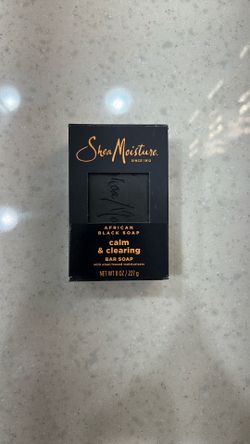 SheaMoisture
SINCE 1912
AFRICAN
BLACK SOAP
calm
& clearing
BAR SOAP
NET WT 8 OZ / 227 g